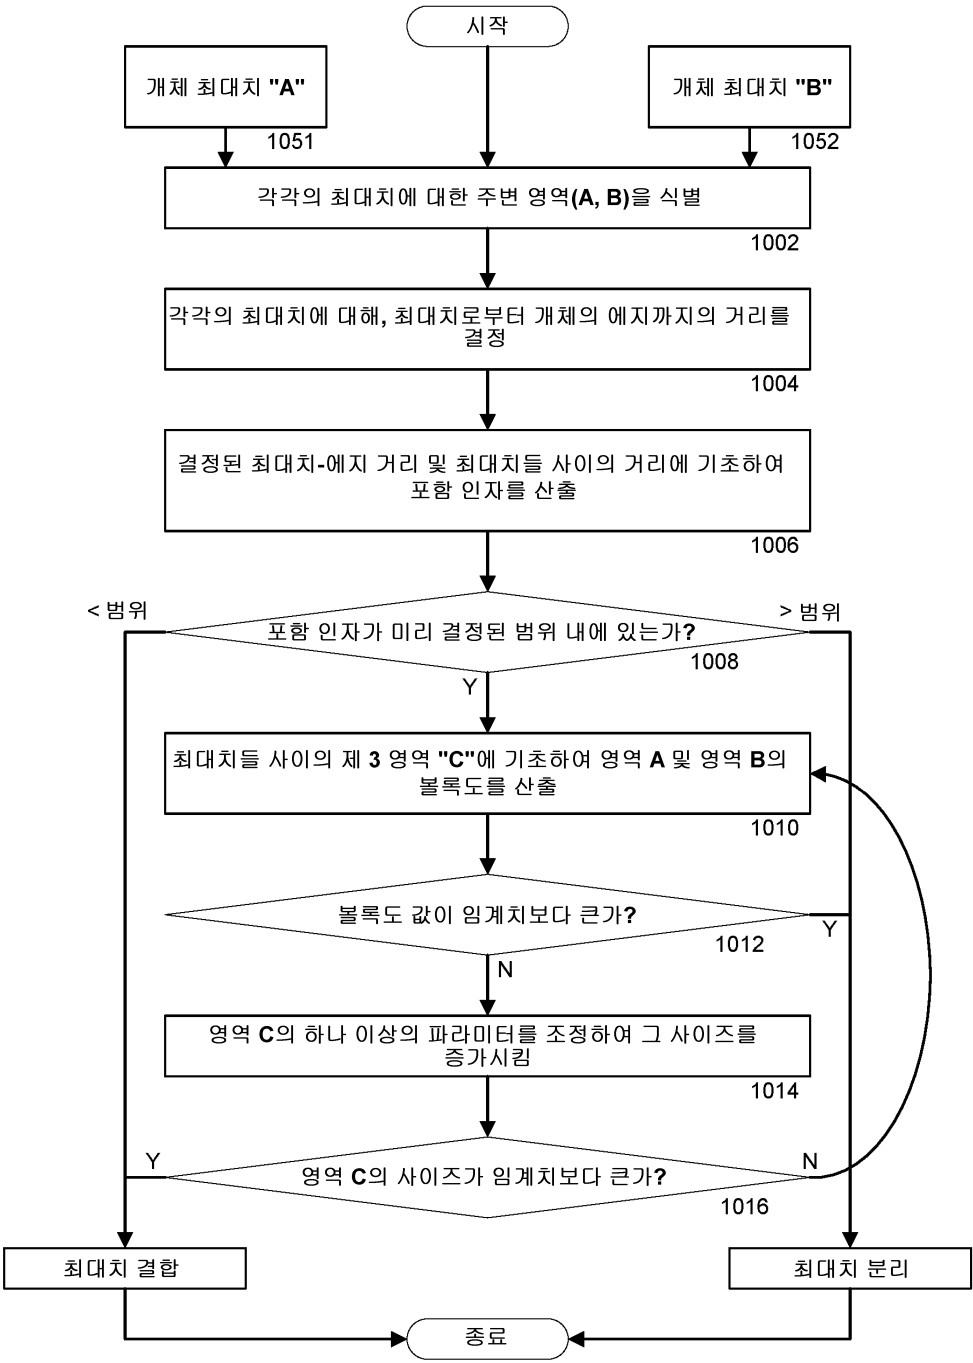 시작
개체 최대치 "A"
개체 최대치 "B"
1051
1052
각각의 최대치에 대한 주변 영역(A, B)을 식별
1002
각각의 최대치에 대해, 최대치로부터 개체의 에지까지의 거리를
결정
1004
결정된 최대치-에지 거리 및 최대치들 사이의 거리에 기초하여
포함 인자를 산출
1006
< 범위
> 범위
포함 인자가 미리 결정된 범위 내에 있는가?
1008
Y
최대치들 사이의 제 3 영역 "C"에 기초하여 영역 A 및 영역 B의
볼록도를 산출
1010
볼록도 값이 임계치보다 큰가?
1012
Y
N
영역 C의 하나 이상의 파라미터를 조정하여 그 사이즈를
증가시킴
1014
Y
N
영역 C의 사이즈가 임계치보다 큰가?
1016
최대치 결합
최대치 분리
종료